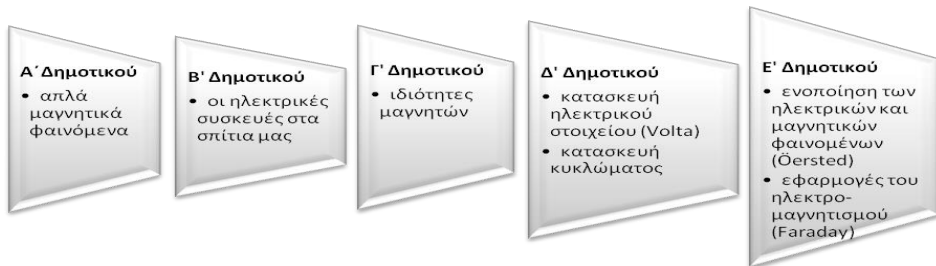 Α΄ Δημοτικού
• απλά
μαγνητικά
φαινόμενα
Β' Δημοτικού
• οι ηλεκτρικές
συσκευές στα
σπίτια μας
Γ' Δημοτικού
• ιδιότητες
μαγνητών
Δ' Δημοτικού
• κατασκευή
ηλεκτρικού
στοιχείου (Volta)
• κατασκευή
κυκλώματος
Ε' Δημοτικού
• ενοποίηση των
ηλεκτρικών και
μαγνητικών
φαινομένων
(Öersted)
• εφαρμογές του
ηλεκτρο-
μαγνητισμού
(Faraday)